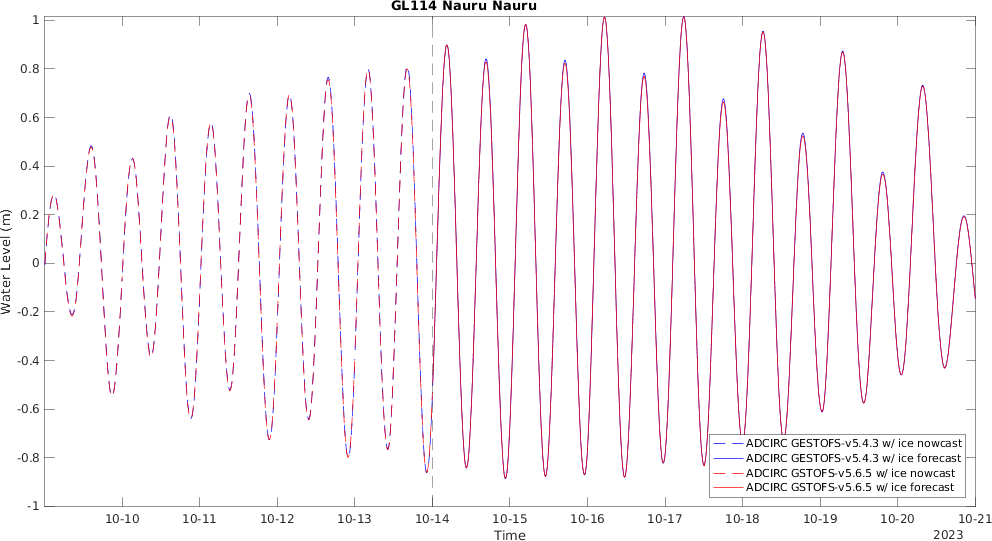 GL114 Nauru Nauru
Water Level (m)
1
0.8
0.6
0.4
0.2
0
-0.2
-0.4
-0.6
-0.8
-1
ADCIRC GESTOFS-v5.4.3 w/ ice nowcast
ADCIRC GESTOFS-v5.4.3 w/ ice forecast
ADCIRC GSTOFS-v5.6.5 w/ ice nowcast
ADCIRC GSTOFS-v5.6.5 w/ ice forecast
10-10 10-11 10-12 10-13 10-14 10-15 10-16 10-17 10-18 10-19 10-20 10-21
Time
2023